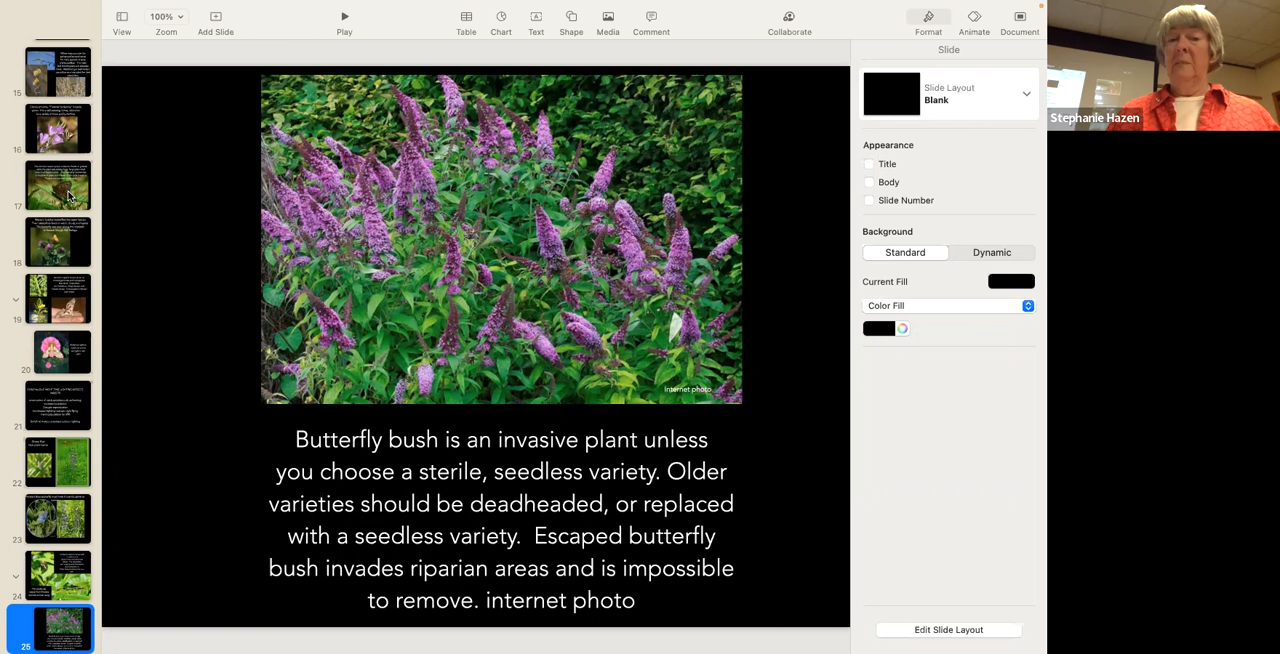 View
100%
Zoom
Add Slide
Play
Table
Chart
Text
Shape
Media
Comment
Collaborate
Format
Animate
Document
Slide
Slide Layout
Blank
Appearance
Title
Body
Slide Number
Background
Standard
Dynamic
Current Fill
Color Fill
Edit Slide Layout
Stephanie Hazen
15
16
17
18
19
20
21
22
23
24
25
Internet photo
Butterfly bush is an invasive plant unless
you choose a sterile, seedless variety. Older
varieties should be deadheaded, or replaced
with a seedless variety. Escaped butterfly
bush invades riparian areas and is impossible
to remove. internet photo